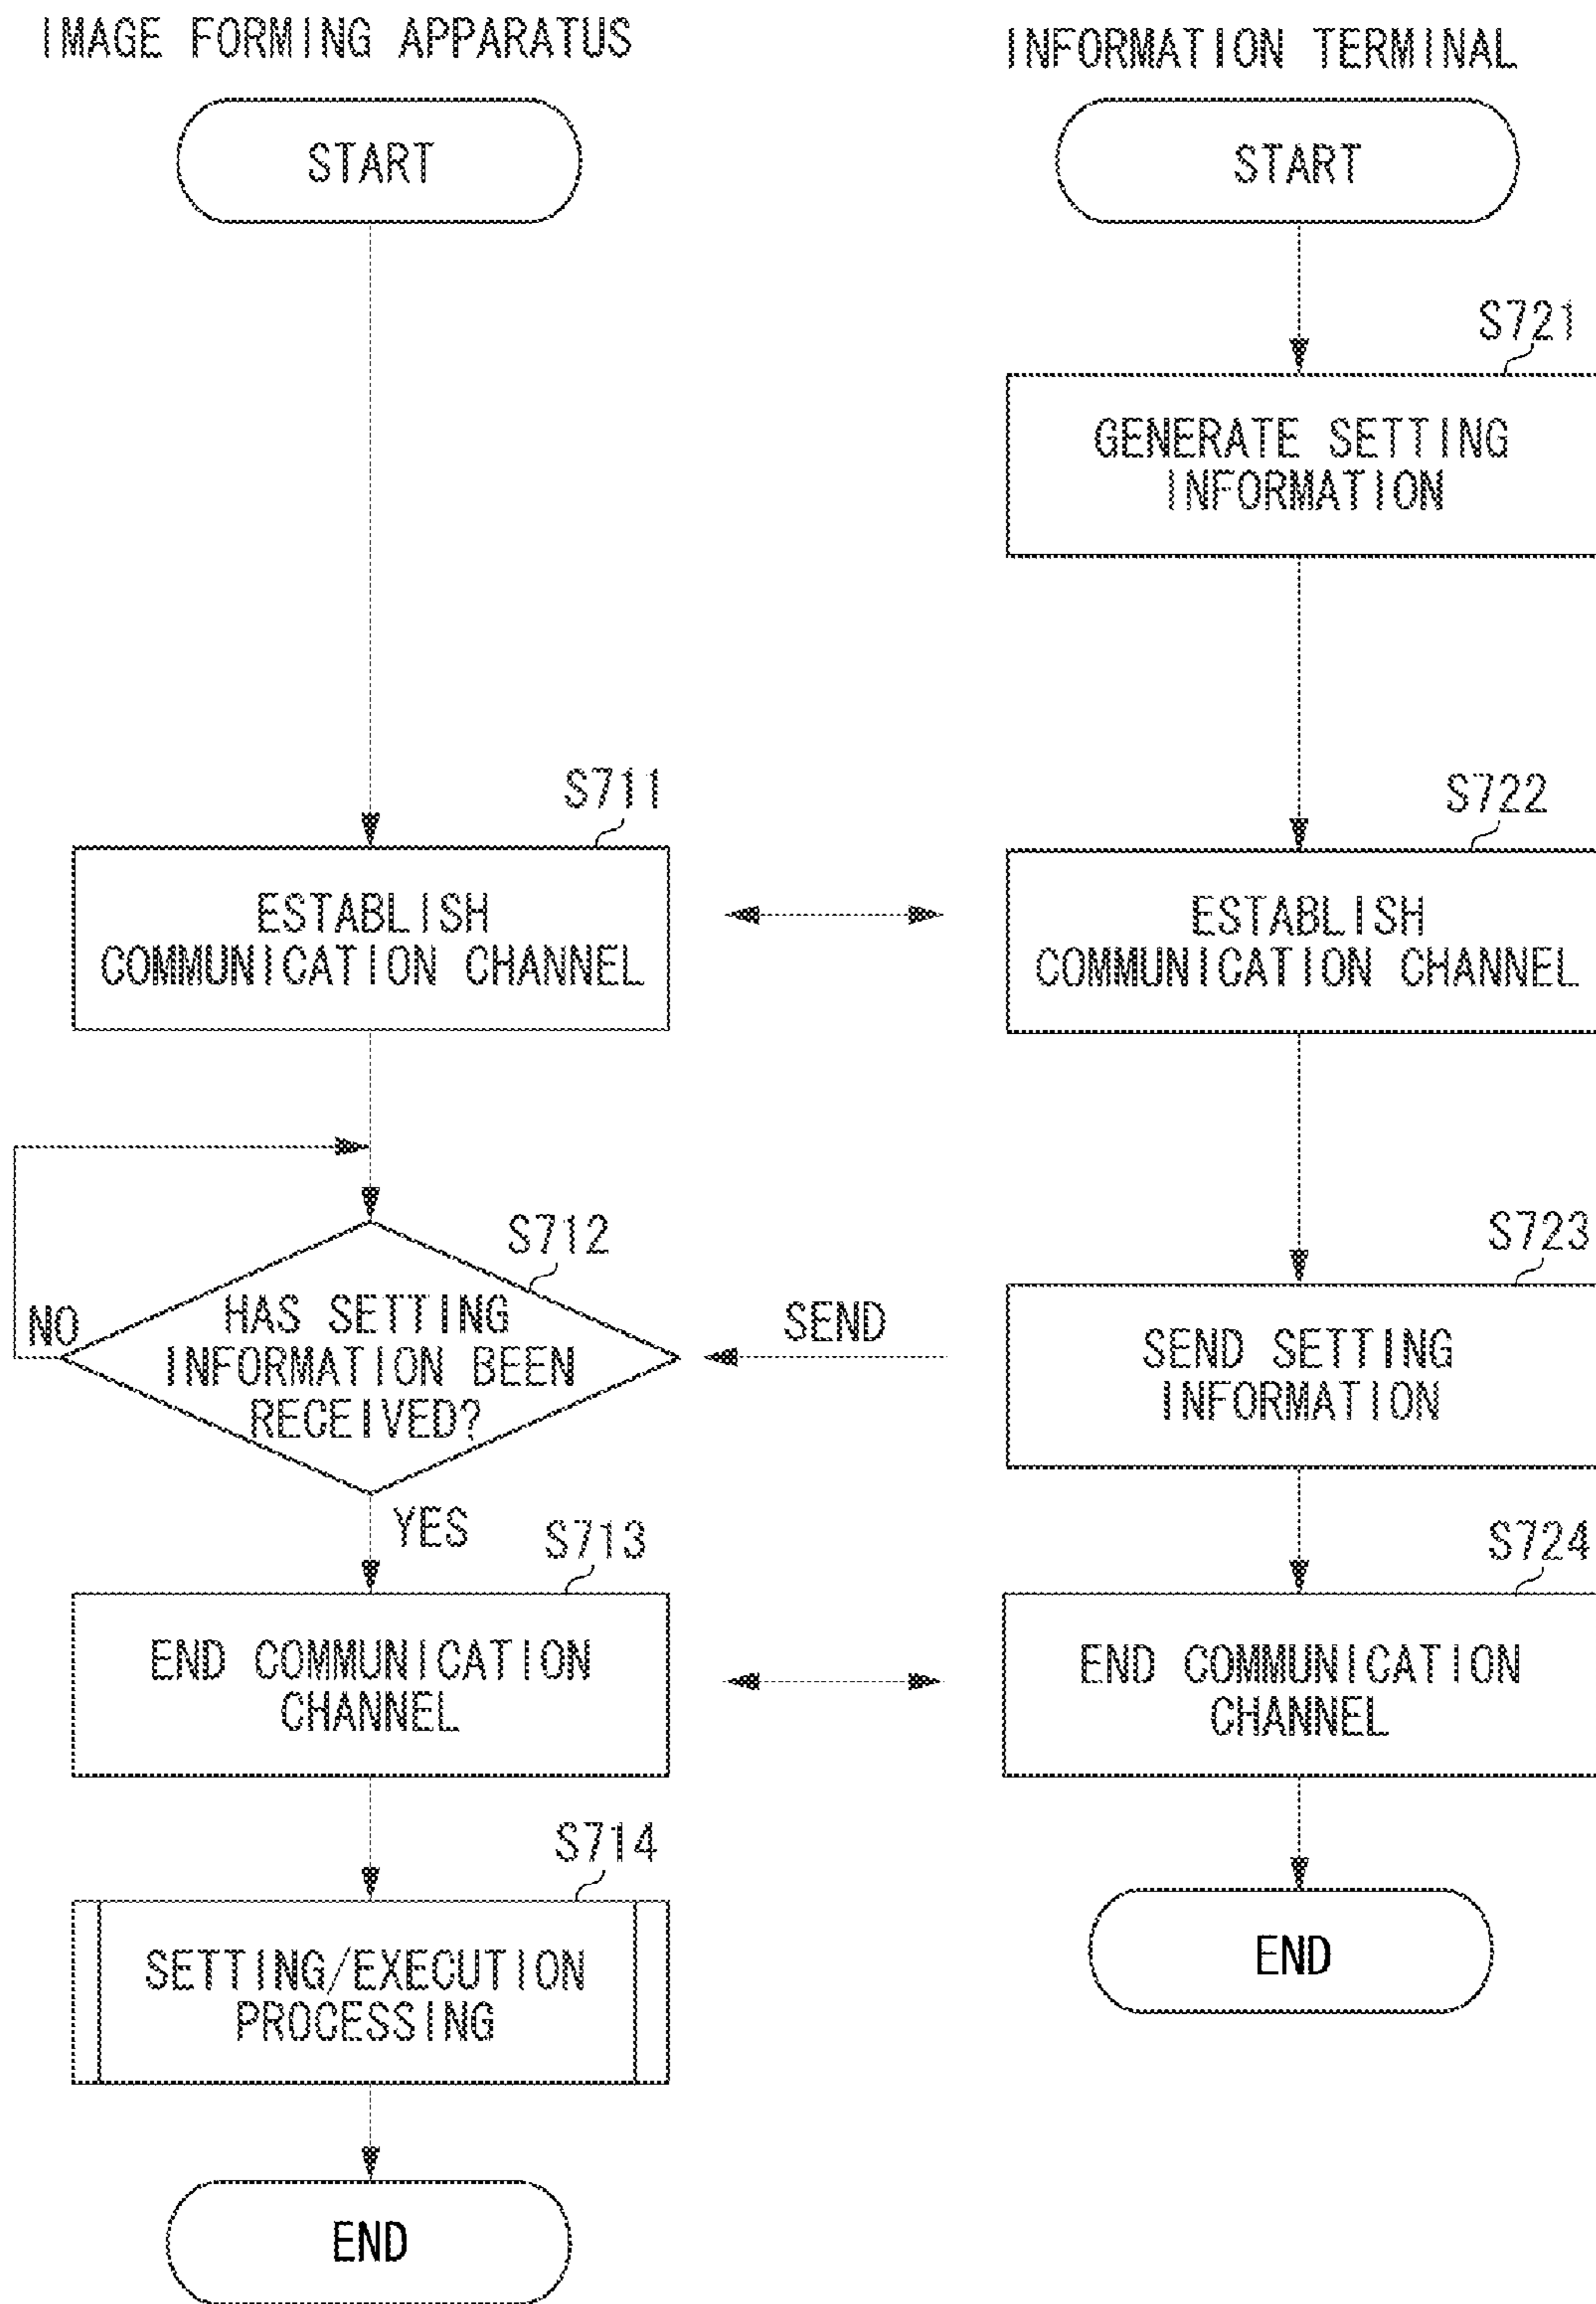 IMAGE FORMING APPARATUS
START
S711
ESTABLISH
COMMUNICATION CHANNEL
S712
HAS SETTING
INFORMATION BEEN
RECEIVED?
NO
YES
S713
END COMMUNICATION
CHANNEL
S714
SETTING/EXECUTION
PROCESSING
END
SEND
INFORMATION TERMINAL
START
S721
GENERATE SETTING
INFORMATION
S722
ESTABLISH
COMMUNICATION CHANNEL
S723
SEND SETTING
INFORMATION
S724
END COMMUNICATION
CHANNEL
END